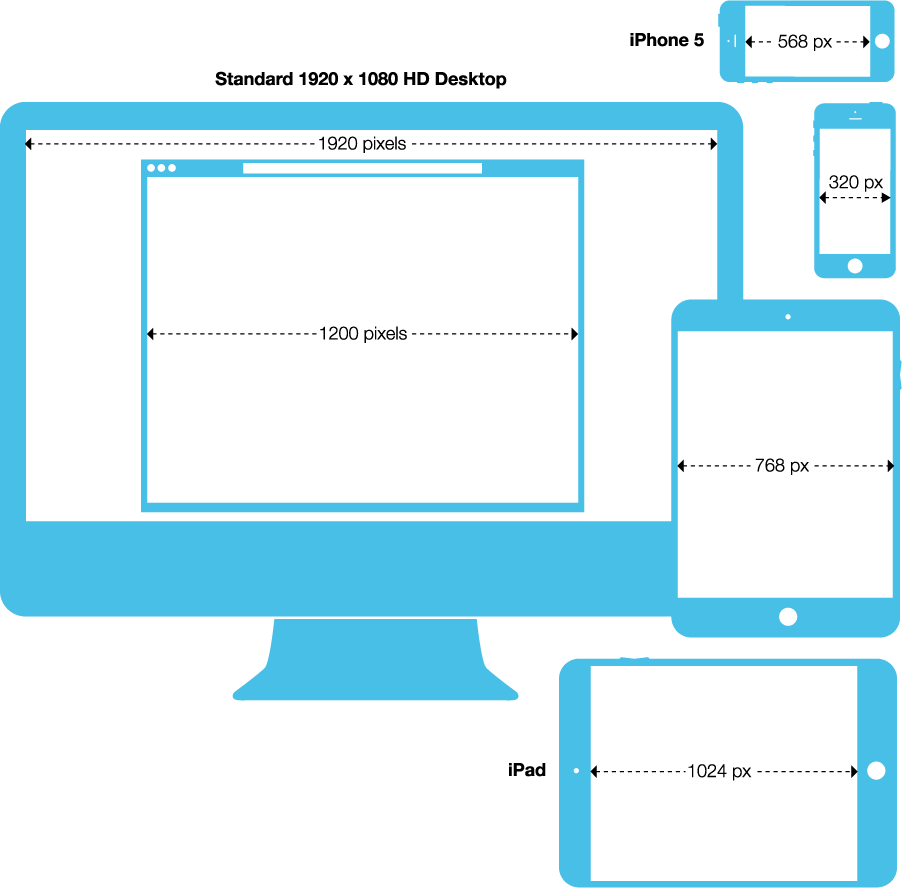 iPhone 5
568 px
Standard 1920 x 1080 HD Desktop
1920 pixels
320 px
1200 pixels
768 px
iPad
1024 px